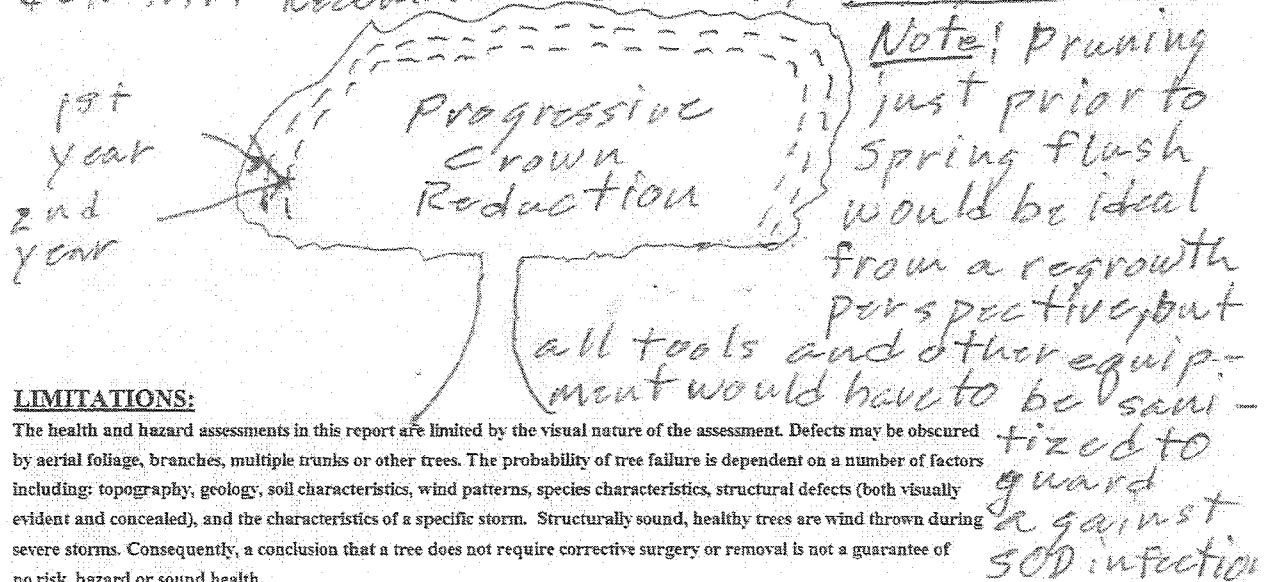 1st
year
2nd
year
Progressive
Crown
Reduction
Note! Pruning
just prior to
Spring flush
would be ideal
from a regrowth
perspective, but
all tools and other equip-
ment would have to be sani-
tized to
guard
against
SOD infection
LIMITATIONS:
The health and hazard assessments in this report are limited by the visual nature of the assessment. Defects may be obscured
by aerial foliage, branches, multiple trunks or other trees. The probability of tree failure is dependent on a number of factors
including: topography, geology, soil characteristics, wind patterns, species characteristics, structural defects (both visually
evident and concealed), and the characteristics of a specific storm. Structurally sound, healthy trees are wind thrown during
severe storms. Consequently, a conclusion that a tree does not require corrective surgery or removal is not a guarantee of
no risk, hazard or sound health.